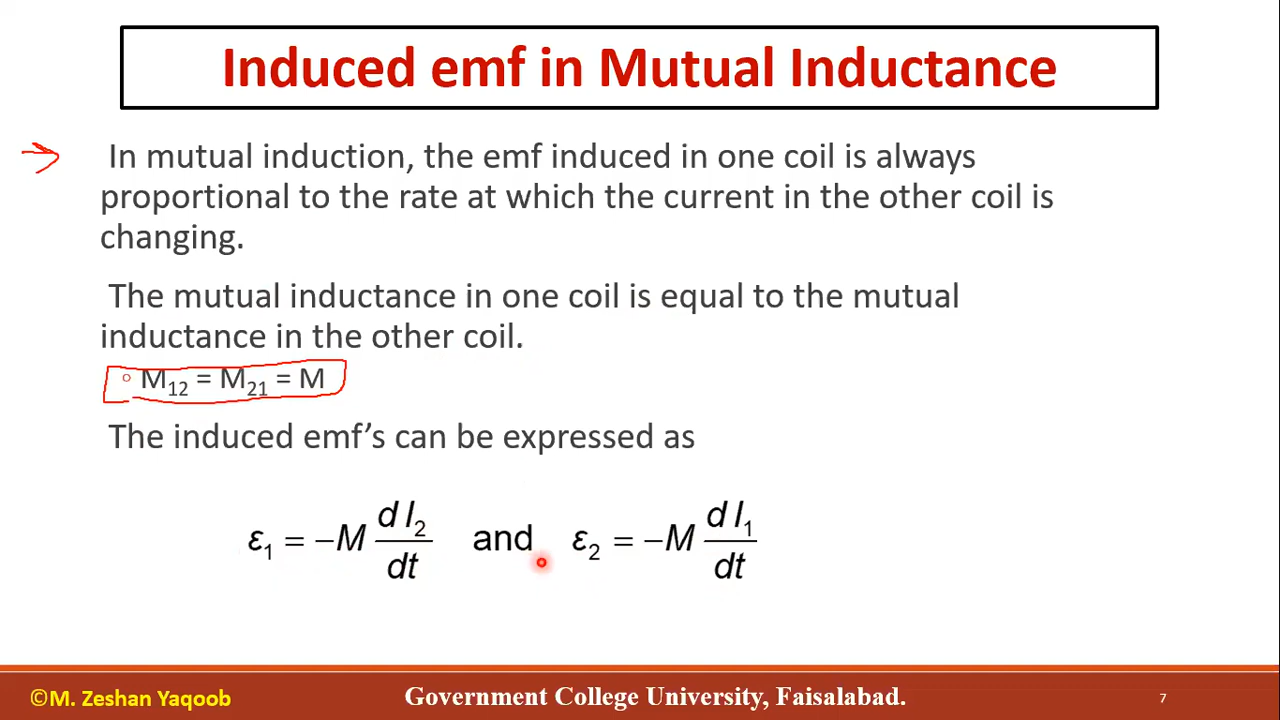 Induced emf in Mutual Inductance
In mutual induction, the emf induced in one coil is always
proportional to the rate at which the current in the other coil is
changing.
The mutual inductance in one coil is equal to the mutual
inductance in the other coil.
◦ M₁₂ = M₂₁ = M
The induced emf’s can be expressed as
ε₁ = −M d I₂/dt and ε₂ = −M d I₁/dt
©M. Zeshan Yaqoob Government College University, Faisalabad. 7